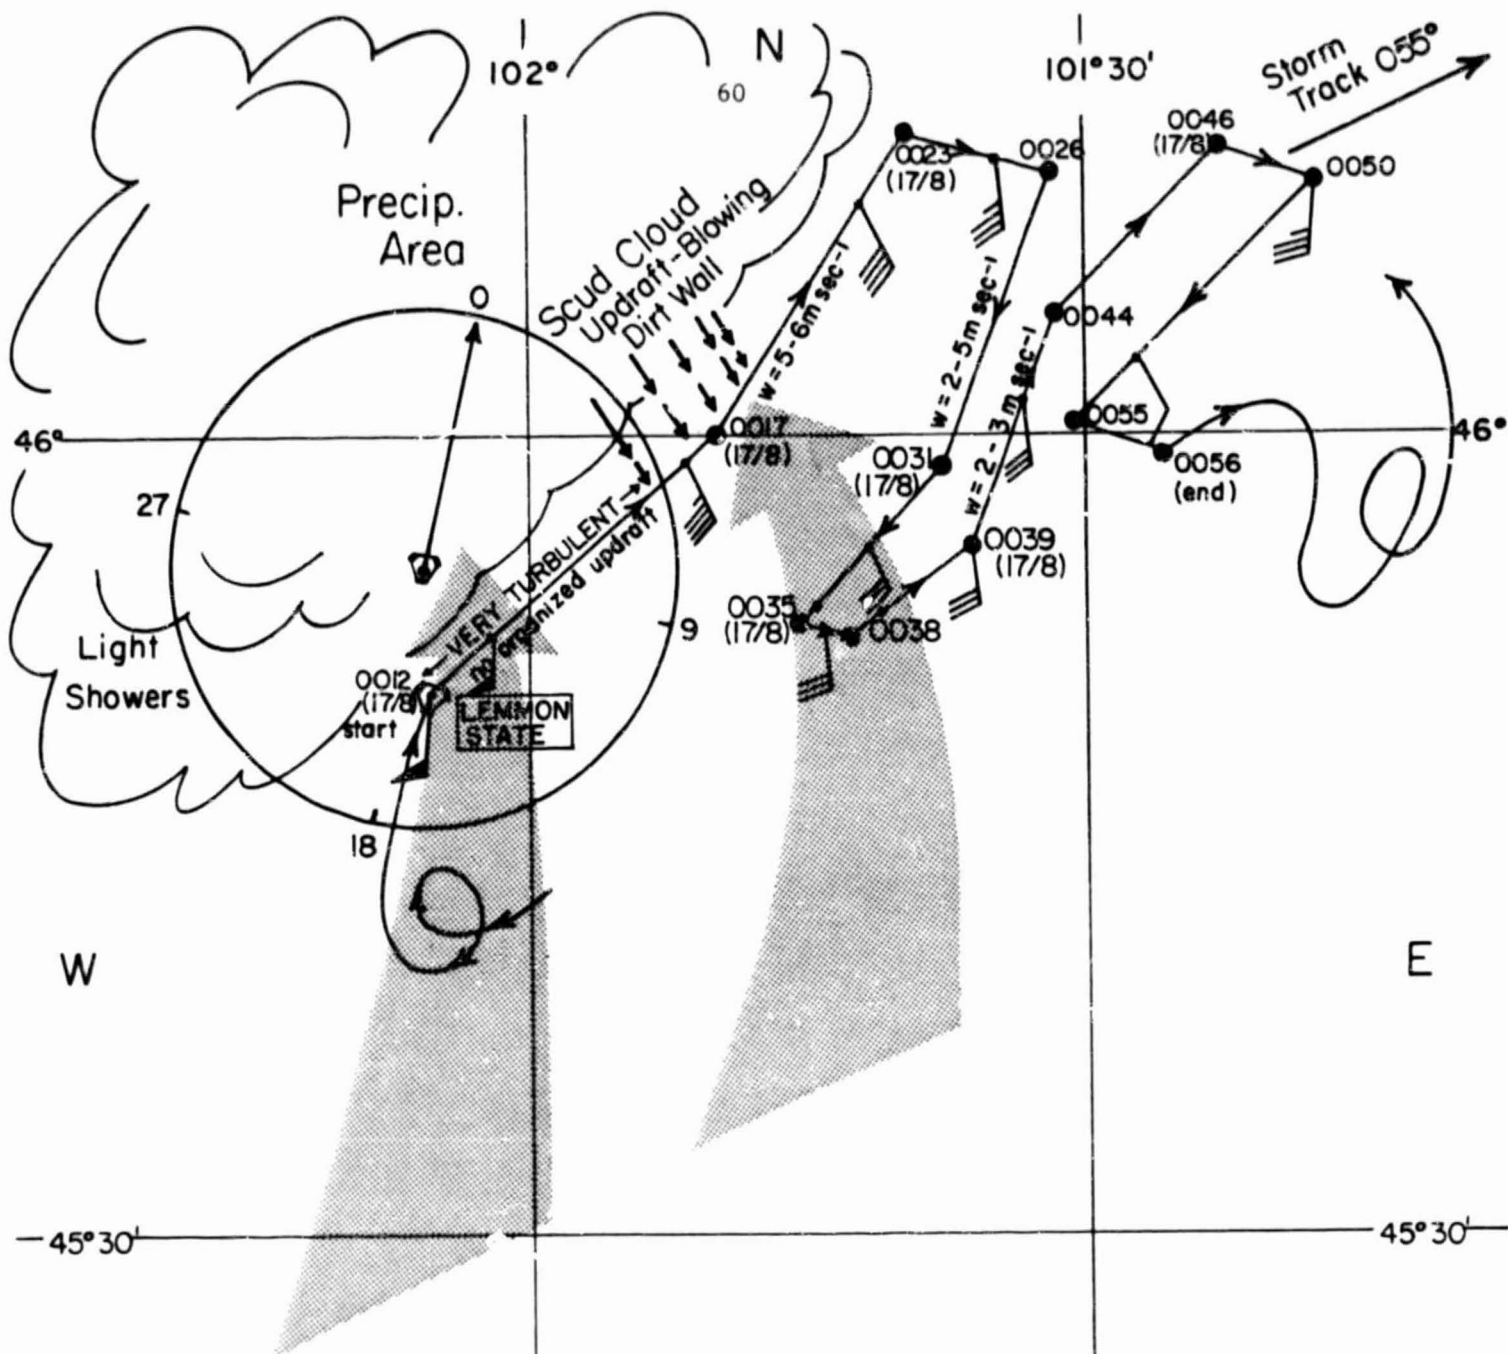 N
102°
60
101°30'
Storm
Track 055°
0046
(17/8)
0023
(17/8)
0026
0050
Precip.
Area
Scud Cloud
Updraft-Blowing
Dirt Wall
0
w = 5-6m sec-1
w = 2-5m sec-1
w = 2-3 m sec-1
0044
46°
0017
(17/8)
0055
46°
0031
(17/8)
0056
(end)
27
VERY TURBULENT
no organized updraft
0039
(17/8)
0035
(17/8)
0038
9
Light
Showers
0012
(17/8)
start
LEMMON
STATE
18
W
E
45°30'
45°30'